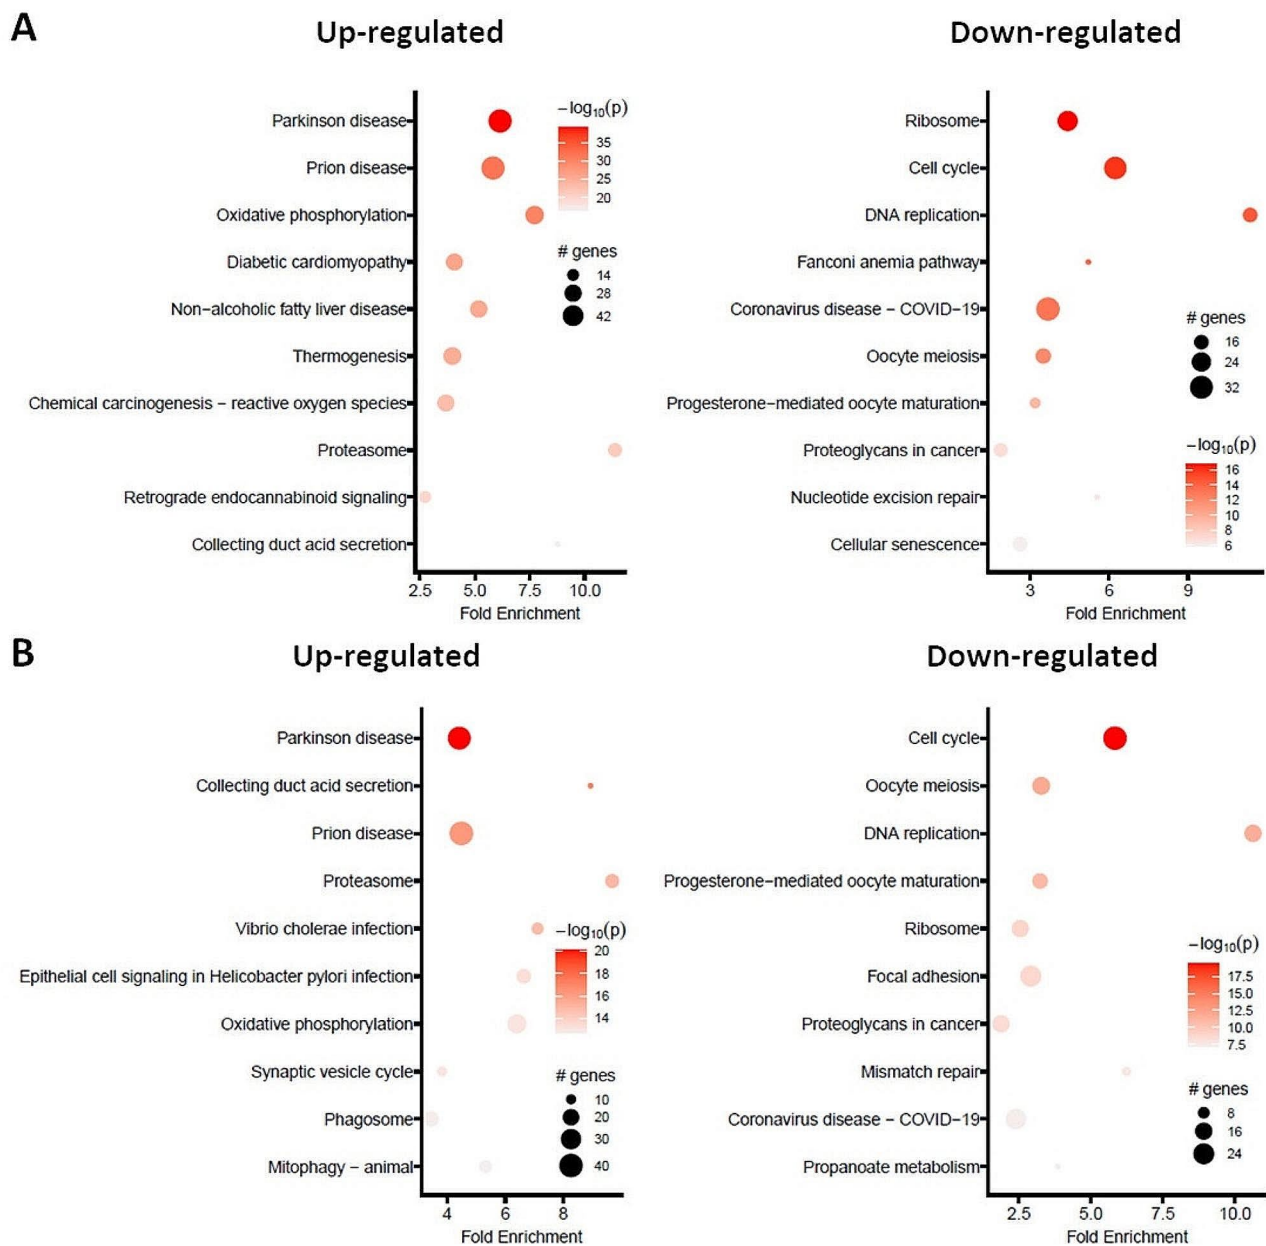 A
Up-regulated
Parkinson disease
Prion disease
Oxidative phosphorylation
Diabetic cardiomyopathy
Non−alcoholic fatty liver disease
Thermogenesis
Chemical carcinogenesis − reactive oxygen species
Proteasome
Retrograde endocannabinoid signaling
Collecting duct acid secretion
2.5 5.0 7.5 10.0
Fold Enrichment
−log₁₀(p)
35
30
25
20
# genes
14
28
42
Down-regulated
Ribosome
Cell cycle
DNA replication
Fanconi anemia pathway
Coronavirus disease − COVID−19
Oocyte meiosis
Progesterone−mediated oocyte maturation
Proteoglycans in cancer
Nucleotide excision repair
Cellular senescence
3 6 9
Fold Enrichment
# genes
16
24
32
−log₁₀(p)
16
14
12
10
8
6
B
Up-regulated
Parkinson disease
Collecting duct acid secretion
Prion disease
Proteasome
Vibrio cholerae infection
Epithelial cell signaling in Helicobacter pylori infection
Oxidative phosphorylation
Synaptic vesicle cycle
Phagosome
Mitophagy − animal
4 6 8
Fold Enrichment
−log₁₀(p)
20
18
16
14
# genes
10
20
30
40
Down-regulated
Cell cycle
Oocyte meiosis
DNA replication
Progesterone−mediated oocyte maturation
Ribosome
Focal adhesion
Proteoglycans in cancer
Mismatch repair
Coronavirus disease − COVID−19
Propanoate metabolism
2.5 5.0 7.5 10.0
Fold Enrichment
−log₁₀(p)
17.5
15.0
12.5
10.0
7.5
# genes
8
16
24